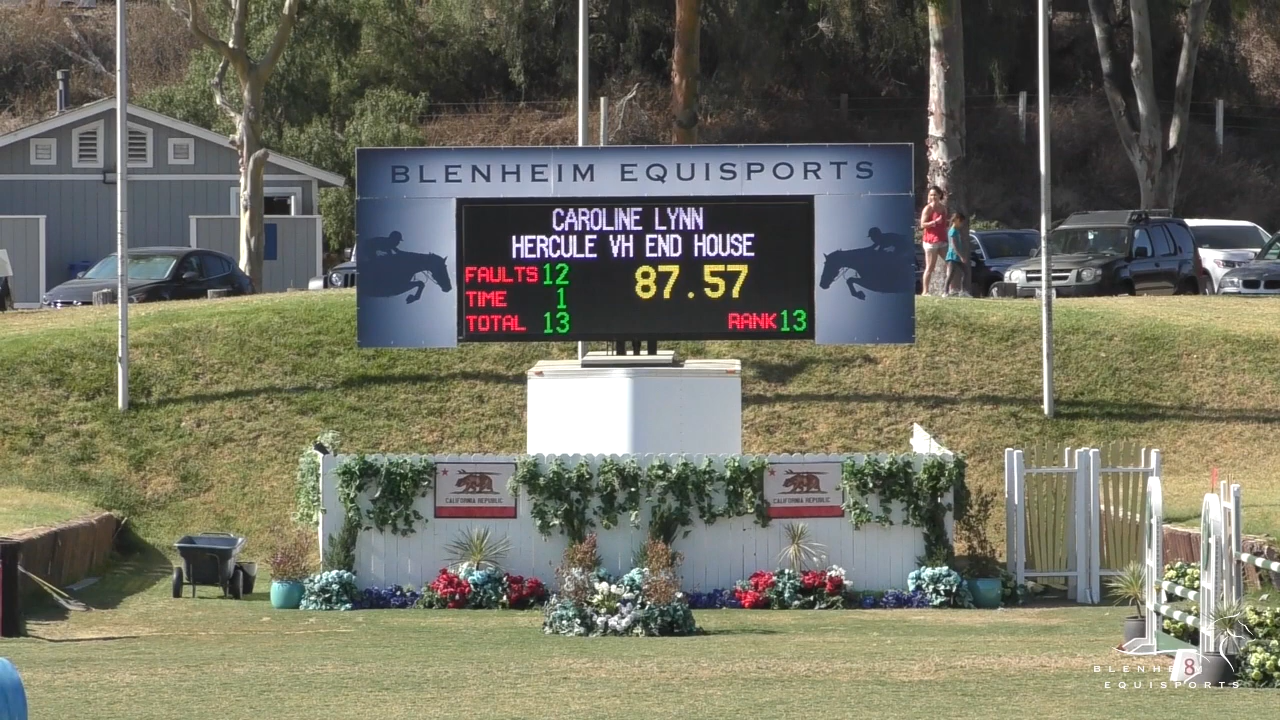 BLENHEIM EQUISPORTS
CAROLINE LYNN
HERCULE VH END HOUSE
FAULTS 12
87.57
TIME 1
TOTAL 13
RANK 13
CALIFORNIA REPUBLIC
CALIFORNIA REPUBLIC
8
BLENHEIM
EQUISPORTS